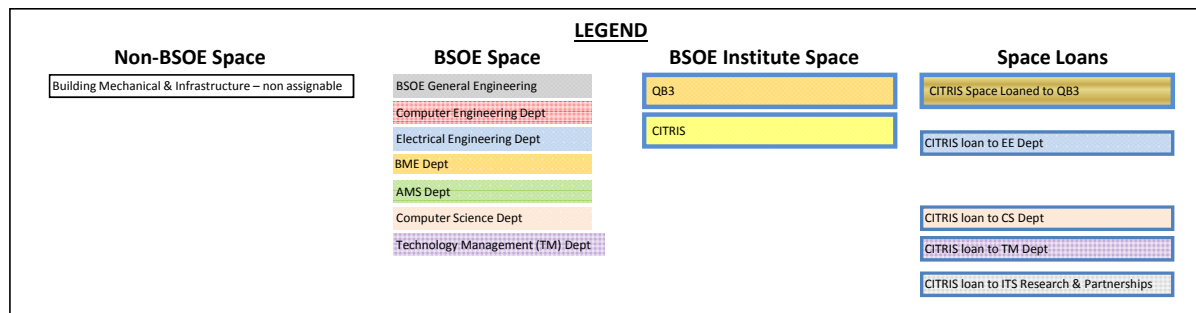 LEGEND
Non-BSOE Space
Building Mechanical & Infrastructure – non assignable
BSOE Space
BSOE General Engineering
Computer Engineering Dept
Electrical Engineering Dept
BME Dept
AMS Dept
Computer Science Dept
Technology Management (TM) Dept
BSOE Institute Space
QB3
CITRIS
Space Loans
CITRIS Space Loaned to QB3
CITRIS loan to EE Dept
CITRIS loan to CS Dept
CITRIS loan to TM Dept
CITRIS loan to ITS Research & Partnerships